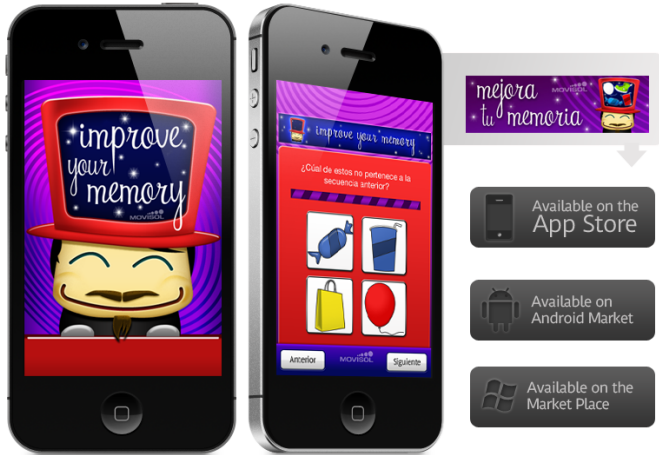 improve
your
memory
MOVISOL
improve your memory
¿Cúal de estos no pertenece a la
secuencia anterior?
Anterior
MOVISOL
Siguiente
mejora
tu memoria
MOVISOL
Available on the
App Store
Available on
Android Market
Available on the
Market Place